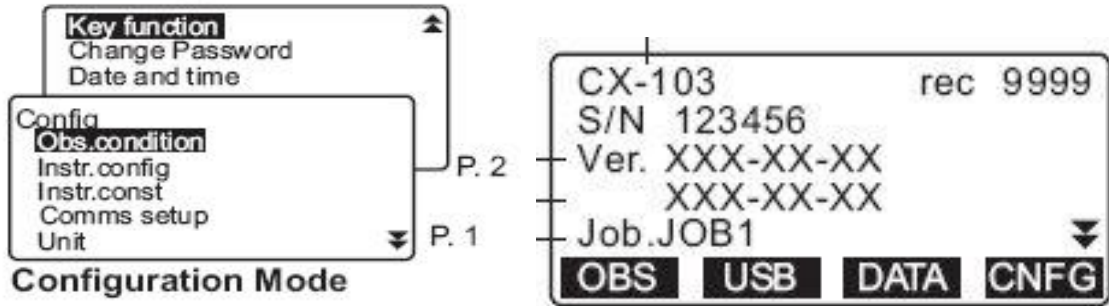 Key function
Change Password
Date and time
Config
Obs.condition
Instr.config
Instr.const
Comms setup
Unit
P. 2
P. 1
Configuration Mode
CX-103 rec 9999
S/N 123456
Ver. XXX-XX-XX
XXX-XX-XX
Job.JOB1
OBS USB DATA CNFG